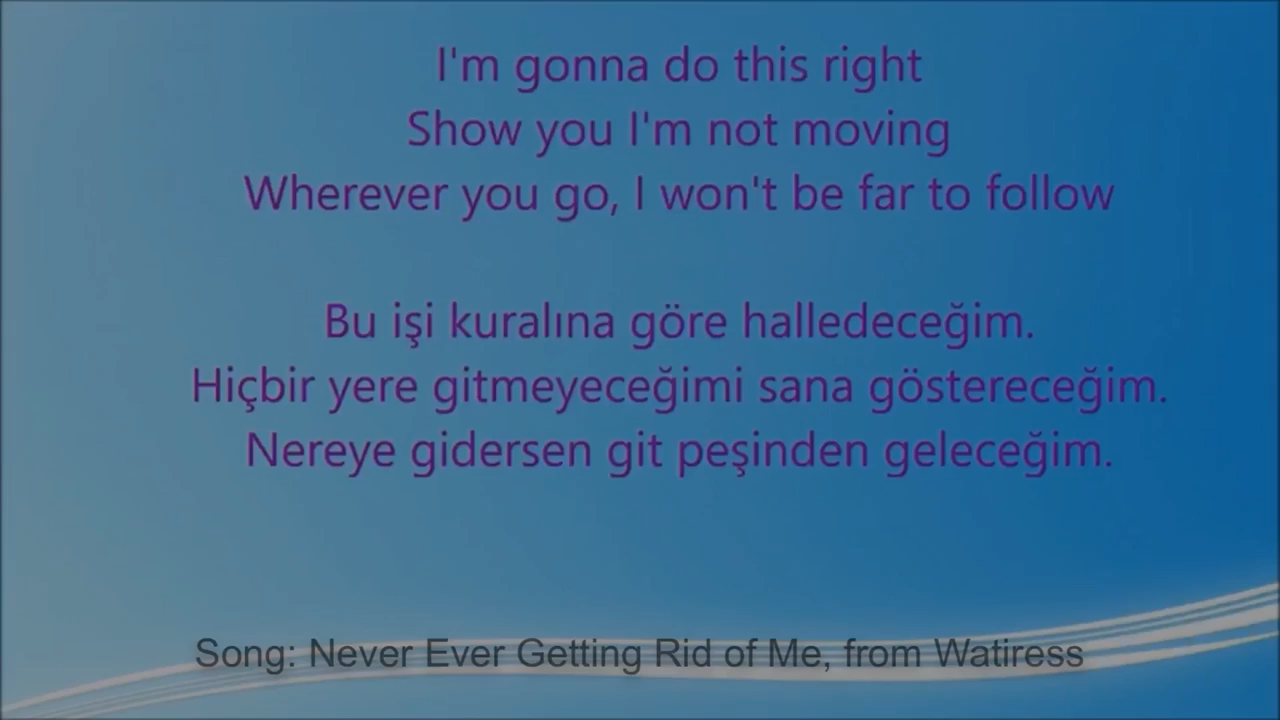 I'm gonna do this right
Show you I'm not moving
Wherever you go, I won't be far to follow
Bu işi kuralına göre halledeceğim.
Hiçbir yere gitmeyeceğimi sana göstereceğim.
Nereye gidersen git peşinden geleceğim.
Song: Never Ever Getting Rid of Me, from Watiress